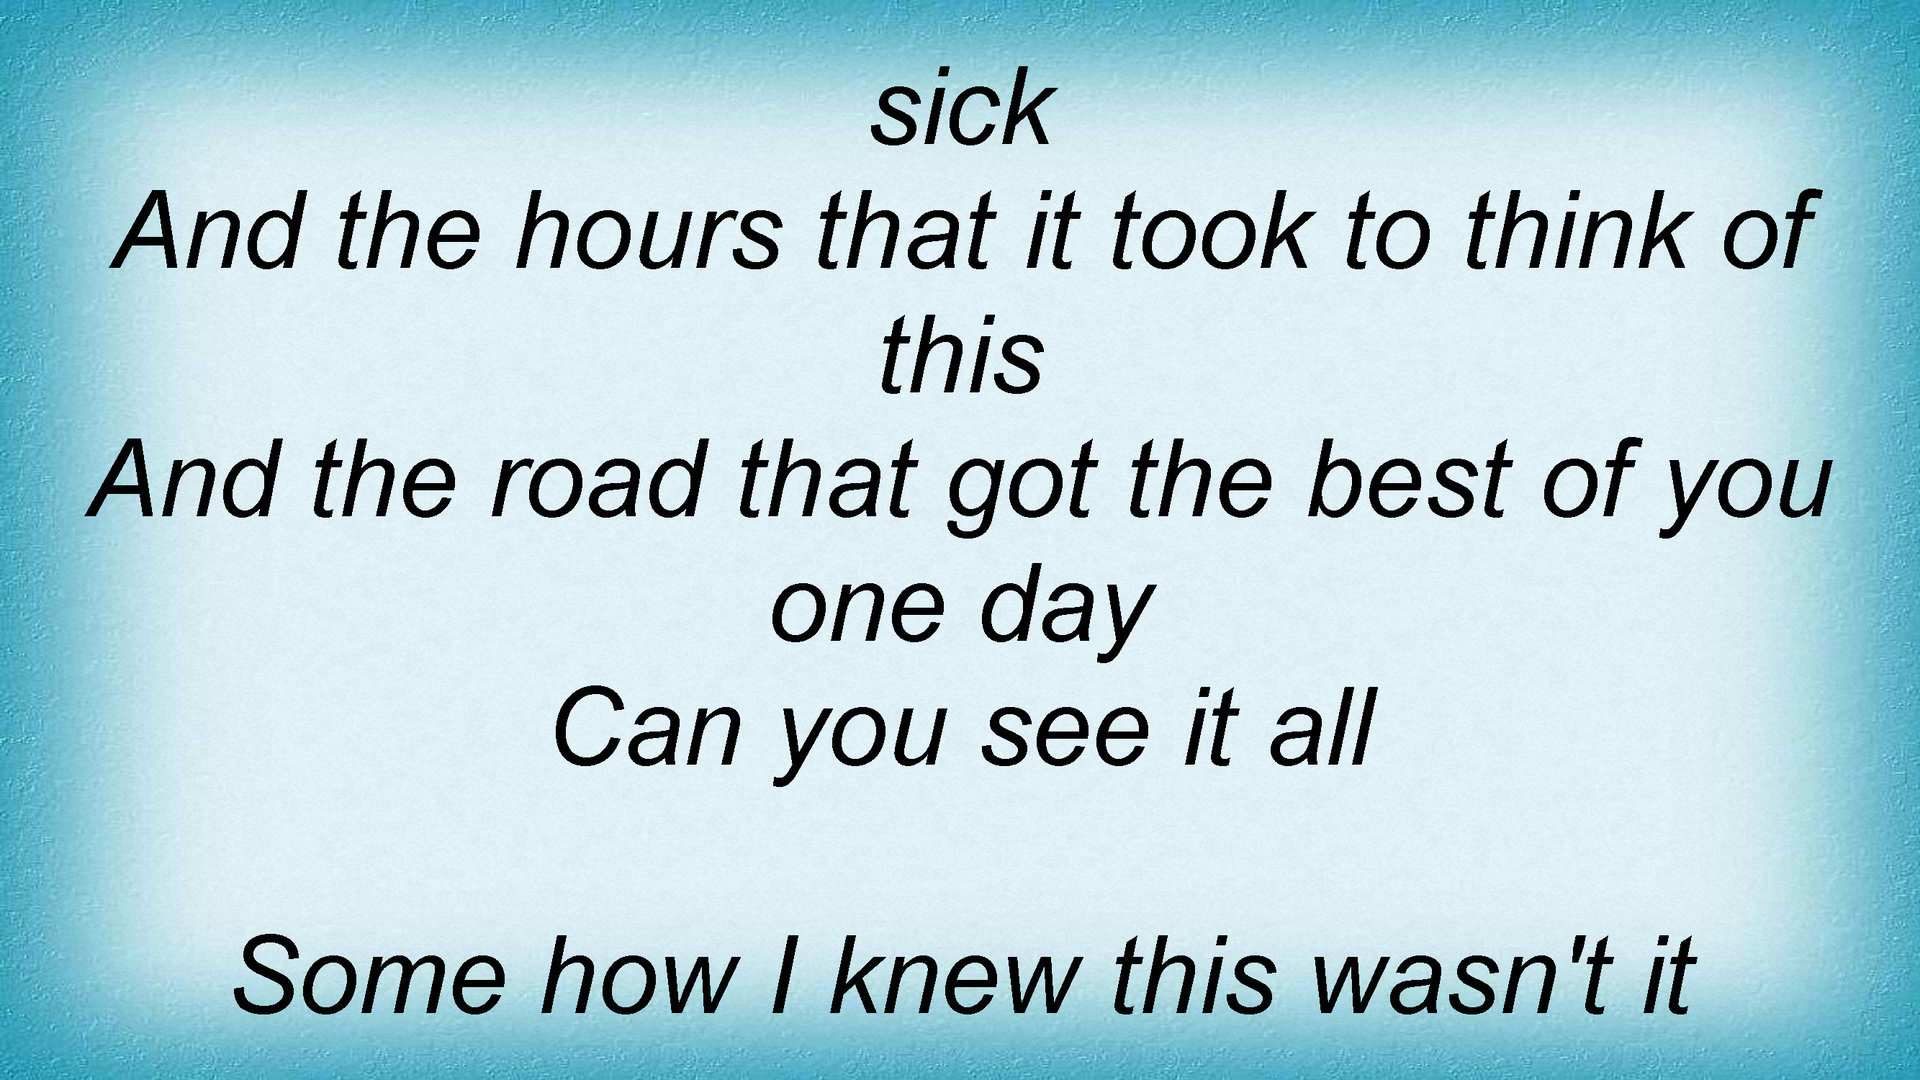 sick
And the hours that it took to think of
this
And the road that got the best of you
one day
Can you see it all
Some how I knew this wasn't it